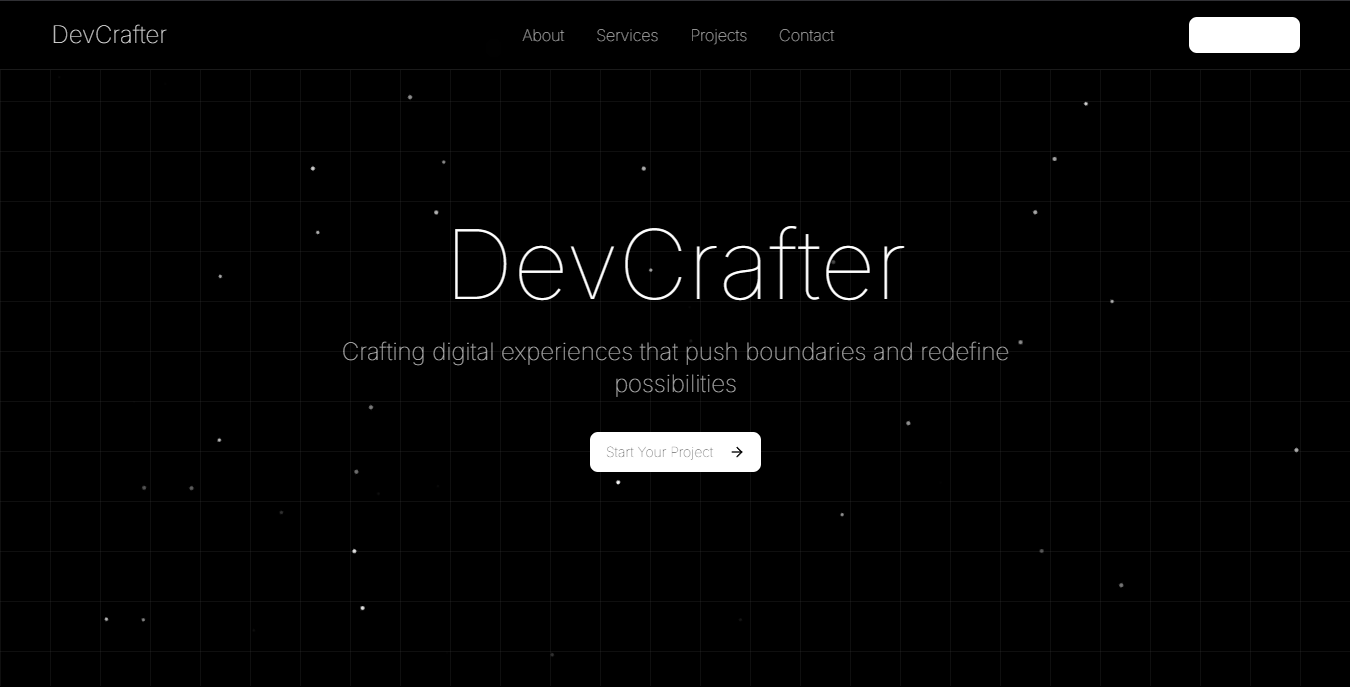 DevCrafter
About
Services
Projects
Contact
DevCrafter
Crafting digital experiences that push boundaries and redefine
possibilities
Start Your Project